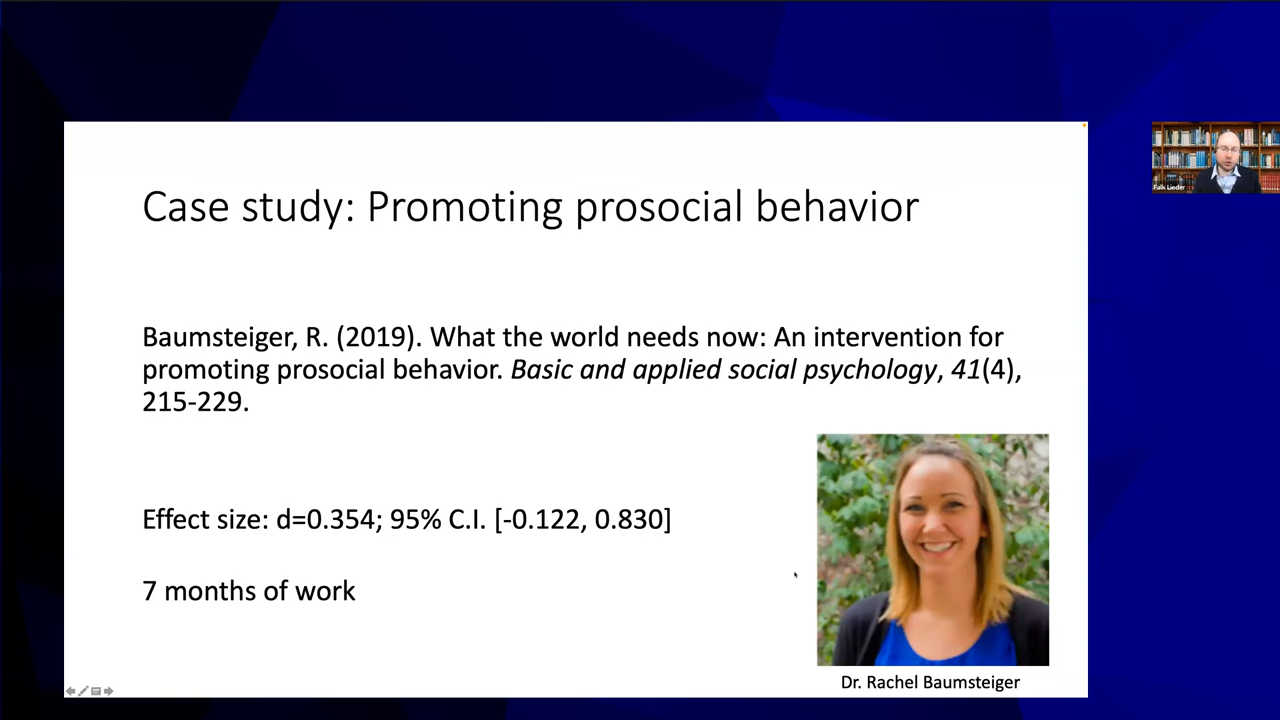 Case study: Promoting prosocial behavior
Falk Lieder
Baumsteiger, R. (2019). What the world needs now: An intervention for
promoting prosocial behavior. Basic and applied social psychology, 41(4),
215-229.
Effect size: d=0.354; 95% C.I. [-0.122, 0.830]
7 months of work
Dr. Rachel Baumsteiger